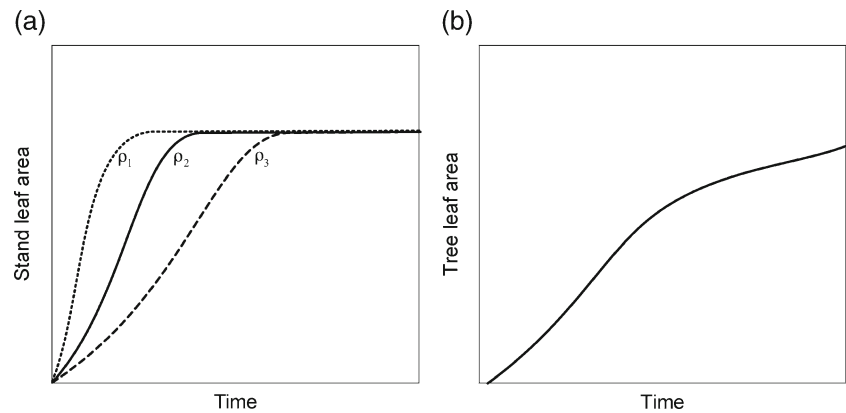 (a)
Stand leaf area
ρ1
ρ2
ρ3
Time
(b)
Tree leaf area
Time